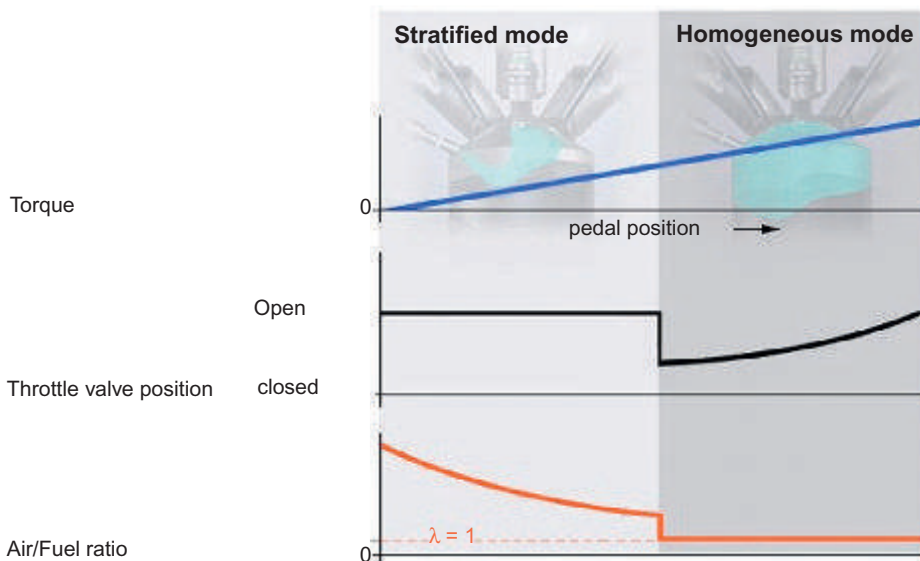 Stratified mode Homogeneous mode
Torque 0
pedal position
Open
Throttle valve position closed
λ = 1
Air/Fuel ratio 0